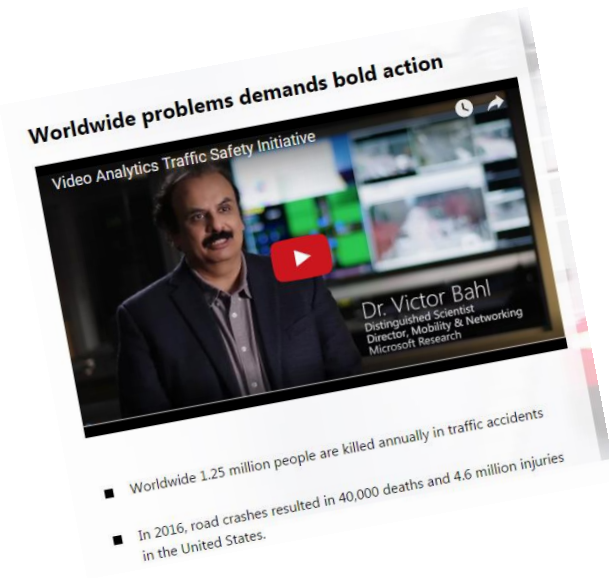 Worldwide problems demands bold action
Video Analytics Traffic Safety Initiative
Dr. Victor Bahl
Distinguished Scientist
Director, Mobility & Networking
Microsoft Research
Worldwide 1.25 million people are killed annually in traffic accidents
In 2016, road crashes resulted in 40,000 deaths and 4.6 million injuries
in the United States.